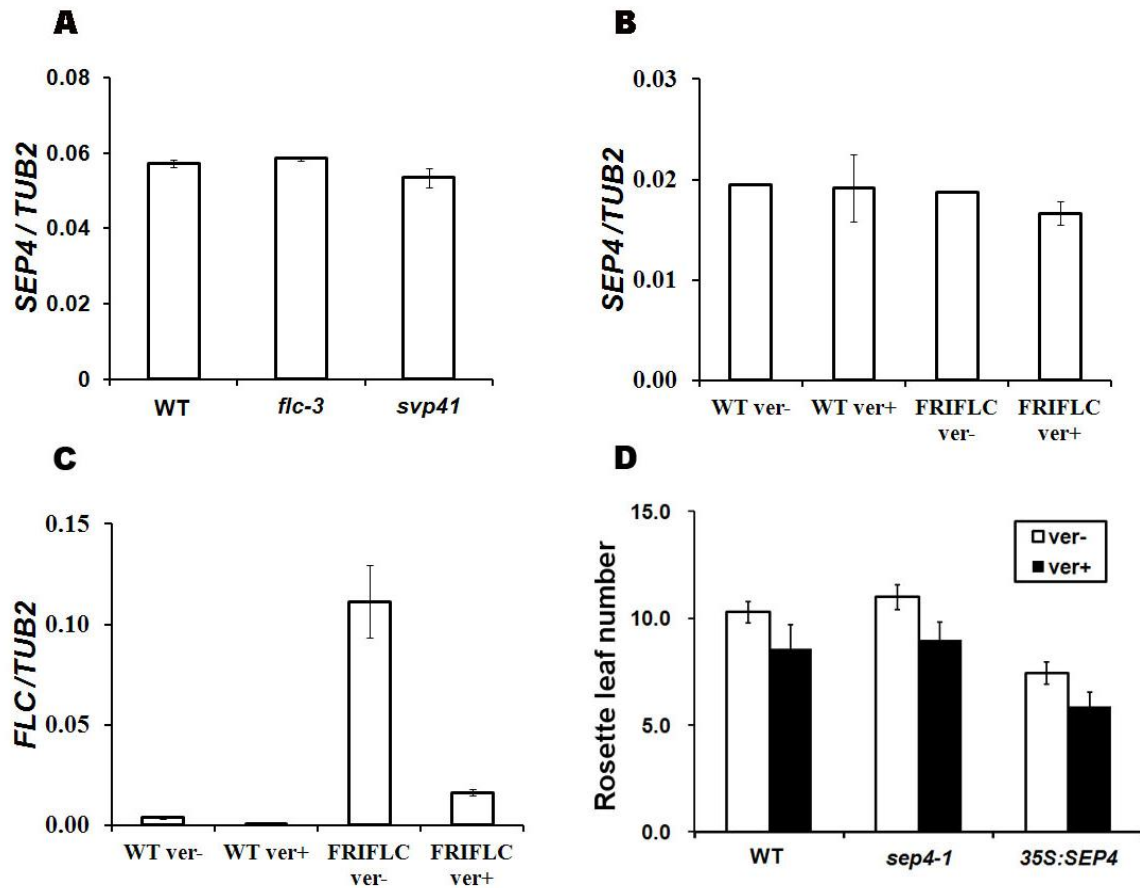 A
SEP4 / TUB2
0.08
0.06
0.04
0.02
0
WT
flc-3
svp41
B
SEP4 /TUB2
0.03
0.02
0.01
0.00
WT ver-
WT ver+
FRIFLC
ver-
FRIFLC
ver+
C
FLC/TUB2
0.15
0.10
0.05
0.00
WT ver-
WT ver+
FRIFLC
ver-
FRIFLC
ver+
D
Rosette leaf number
15.0
10.0
5.0
0.0
ver-
ver+
WT
sep4-1
35S:SEP4